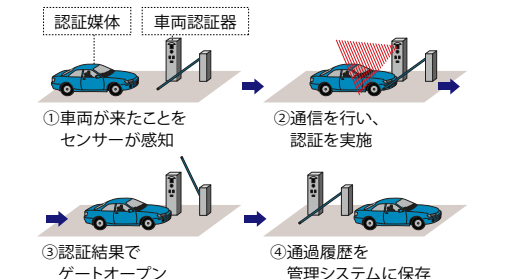 認証媒体
車両認証器
①車両が来たことを
センサーが感知
②通信を行い、
認証を実施
③認証結果で
ゲートオープン
④通過履歴を
管理システムに保存